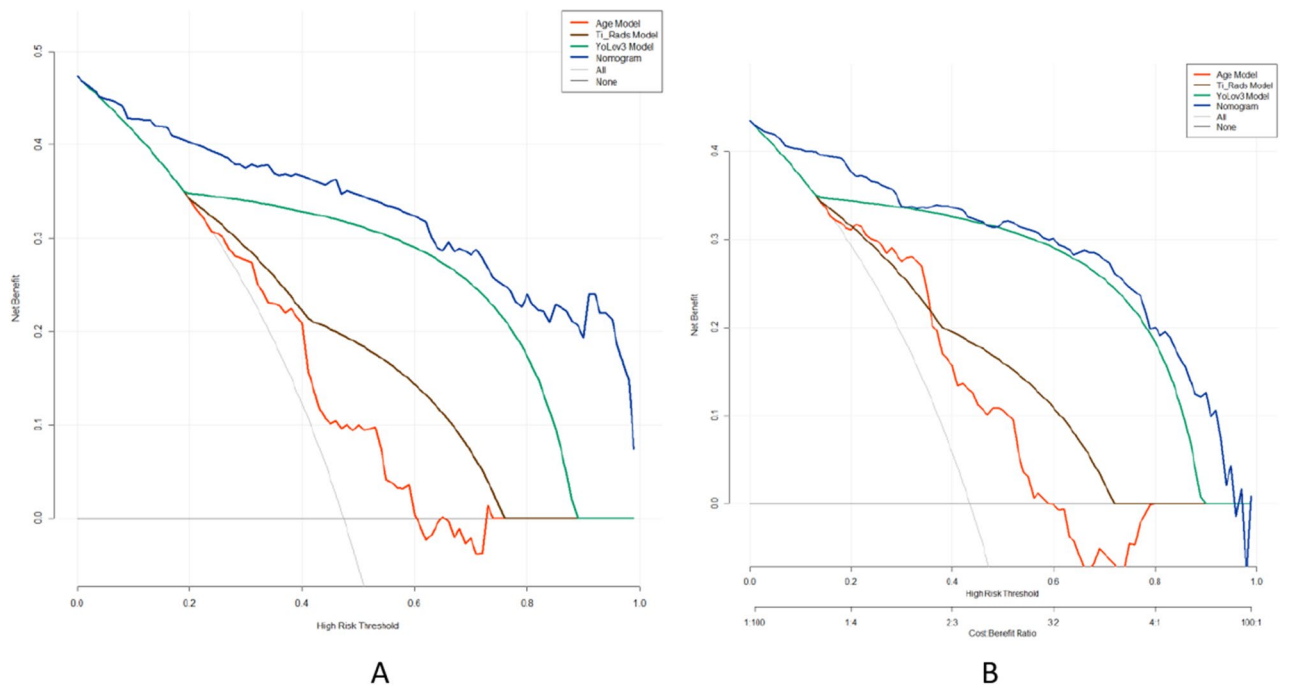 Age Model
Ti_Rads Model
YoLov3 Model
Nomogram
All
None
0.5
0.4
0.3
0.2
0.1
0.0
Net Benefit
0.0 0.2 0.4 0.6 0.8 1.0
High Risk Threshold
A
Age Model
Ti_Rads Model
YoLov3 Model
Nomogram
All
None
0.4
0.3
0.2
0.1
0.0
Net Benefit
0.0 0.2 0.4 0.6 0.8 1.0
High Risk Threshold
1:100 1:4 2:3 3:2 4:1 100:1
Cost:Benefit Ratio
B